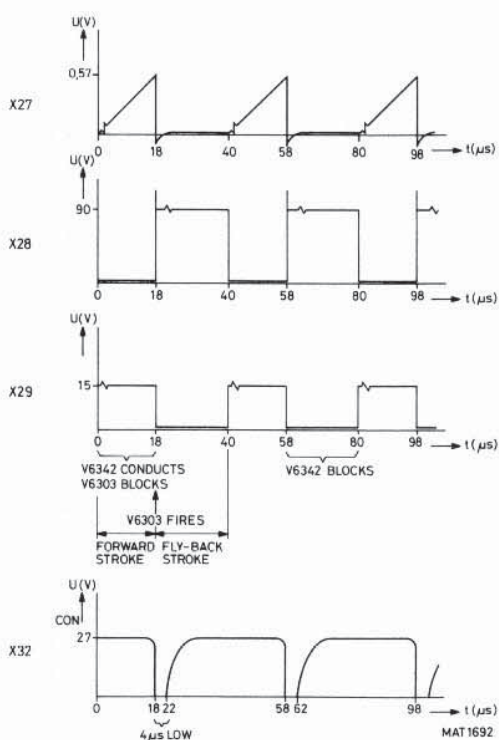 U(V)
0,57
X27
0 18 40 58 80 98 t(µs)
U(V)
90
X28
0 18 40 58 80 98 t(µs)
U(V)
15
X29
0 18 40 58 80 98 t(µs)
V6342 CONDUCTS
V6303 BLOCKS
V6342 BLOCKS
V6303 FIRES
FORWARD STROKE
FLY-BACK STROKE
U(V)
CON
27
X32
0 18 22 58 62 98 t(µs)
4µs LOW
MAT1692